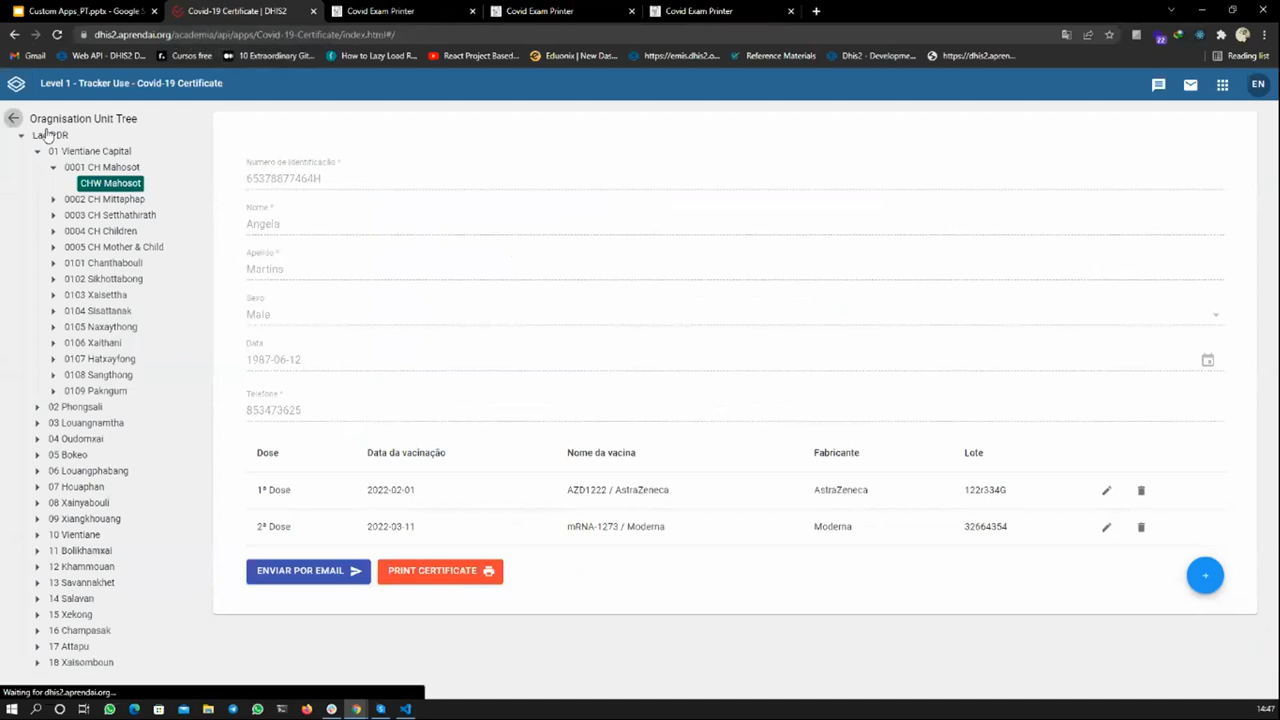 Custom Apps_PT.pptx - Google S
Covid-19 Certificate | DHIS2
Covid Exam Printer
Covid Exam Printer
Covid Exam Printer
dhis2.aprendai.org/academia/api/apps/Covid-19-Certificate/index.html#/
22
Gmail
Web API - DHIS2 D...
Cursos free
10 Extraordinary Git...
How to Lazy Load R...
React Project Based...
Eduonix | New Das...
https://emis.dhis2.o...
Reference Materials
Dhis2 - Developme...
https://dhis2.apren...
Reading list
Level 1 - Tracker Use - Covid-19 Certificate
EN
Oragnisation Unit Tree
01 Vientiane Capital
0001 CH Mahosot
CHW Mahosot
0002 CH Mittaphap
0003 CH Setthathirath
0004 CH Children
0005 CH Mother & Child
0101 Chanthabouli
0102 Sikhottabong
0103 Xaisettha
0104 Sisattanak
0105 Naxaythong
0106 Xaithani
0107 Hatxayfong
0108 Sangthong
0109 Pakngum
02 Phongsali
03 Louangnamtha
04 Oudomxai
05 Bokeo
06 Louangphabang
07 Houaphan
08 Xainyabouli
09 Xiangkhouang
10 Vientiane
11 Bolikhamxai
12 Khammouan
13 Savannakhet
14 Salavan
15 Xekong
16 Champasak
17 Attapu
18 Xaisomboun
Numero de Identificação *
65378877464H
Nome *
Angela
Apelido *
Martins
Sexo
Male
Data
1987-06-12
Telefone *
853473625
Dose Data da vacinação Nome da vacina Fabricante Lote
1ª Dose 2022-02-01 AZD1222 / AstraZeneca AstraZeneca 122r334G
2ª Dose 2022-03-11 mRNA-1273 / Moderna Moderna 32664354
ENVIAR POR EMAIL
PRINT CERTIFICATE
Waiting for dhis2.aprendai.org...
14:47